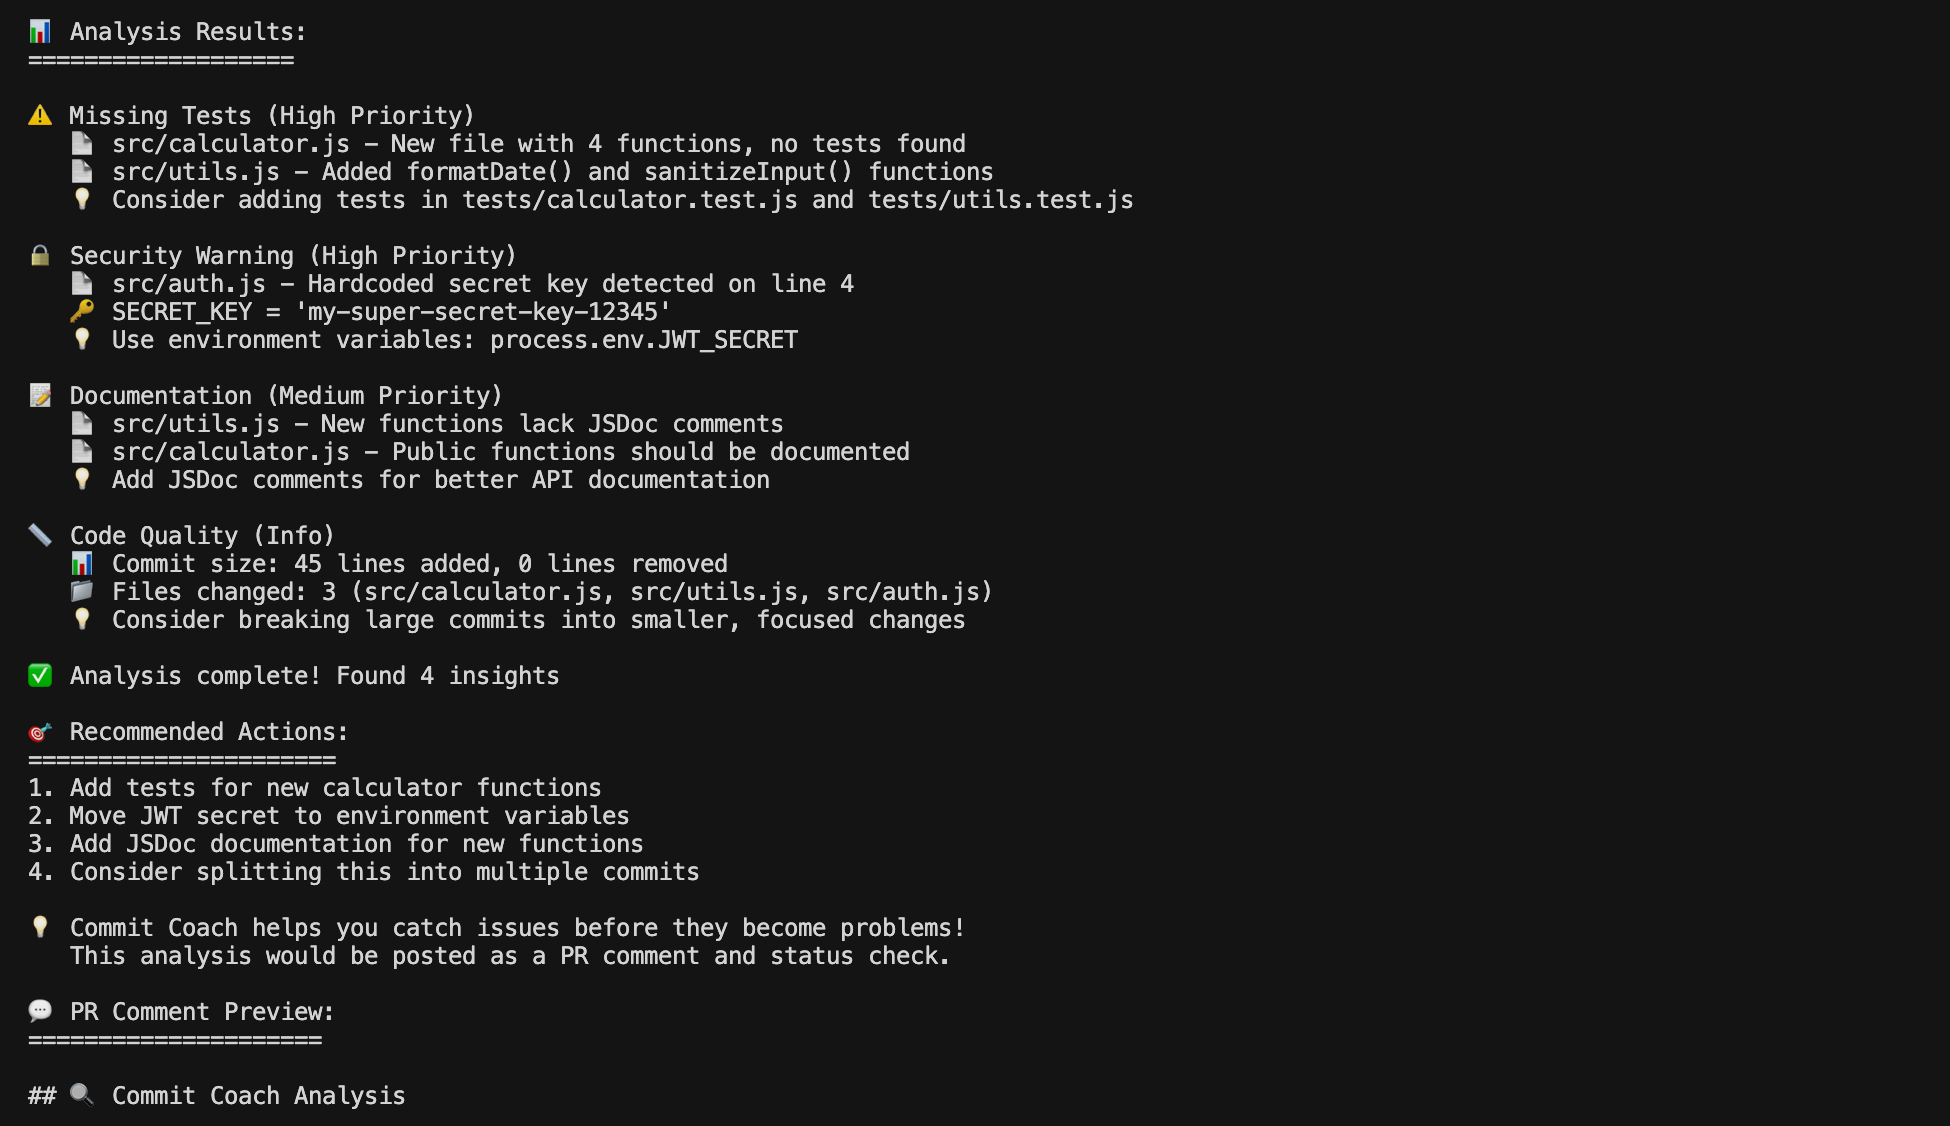 📊 Analysis Results:
===================
⚠️ Missing Tests (High Priority)
📄 src/calculator.js - New file with 4 functions, no tests found
📄 src/utils.js - Added formatDate() and sanitizeInput() functions
💡 Consider adding tests in tests/calculator.test.js and tests/utils.test.js
🔒 Security Warning (High Priority)
📄 src/auth.js - Hardcoded secret key detected on line 4
🔑 SECRET_KEY = 'my-super-secret-key-12345'
💡 Use environment variables: process.env.JWT_SECRET
📝 Documentation (Medium Priority)
📄 src/utils.js - New functions lack JSDoc comments
📄 src/calculator.js - Public functions should be documented
💡 Add JSDoc comments for better API documentation
📏 Code Quality (Info)
📊 Commit size: 45 lines added, 0 lines removed
📁 Files changed: 3 (src/calculator.js, src/utils.js, src/auth.js)
💡 Consider breaking large commits into smaller, focused changes
✅ Analysis complete! Found 4 insights
🎯 Recommended Actions:
======================
1. Add tests for new calculator functions
2. Move JWT secret to environment variables
3. Add JSDoc documentation for new functions
4. Consider splitting this into multiple commits
💡 Commit Coach helps you catch issues before they become problems!
This analysis would be posted as a PR comment and status check.
💬 PR Comment Preview:
=====================
## 🔍 Commit Coach Analysis